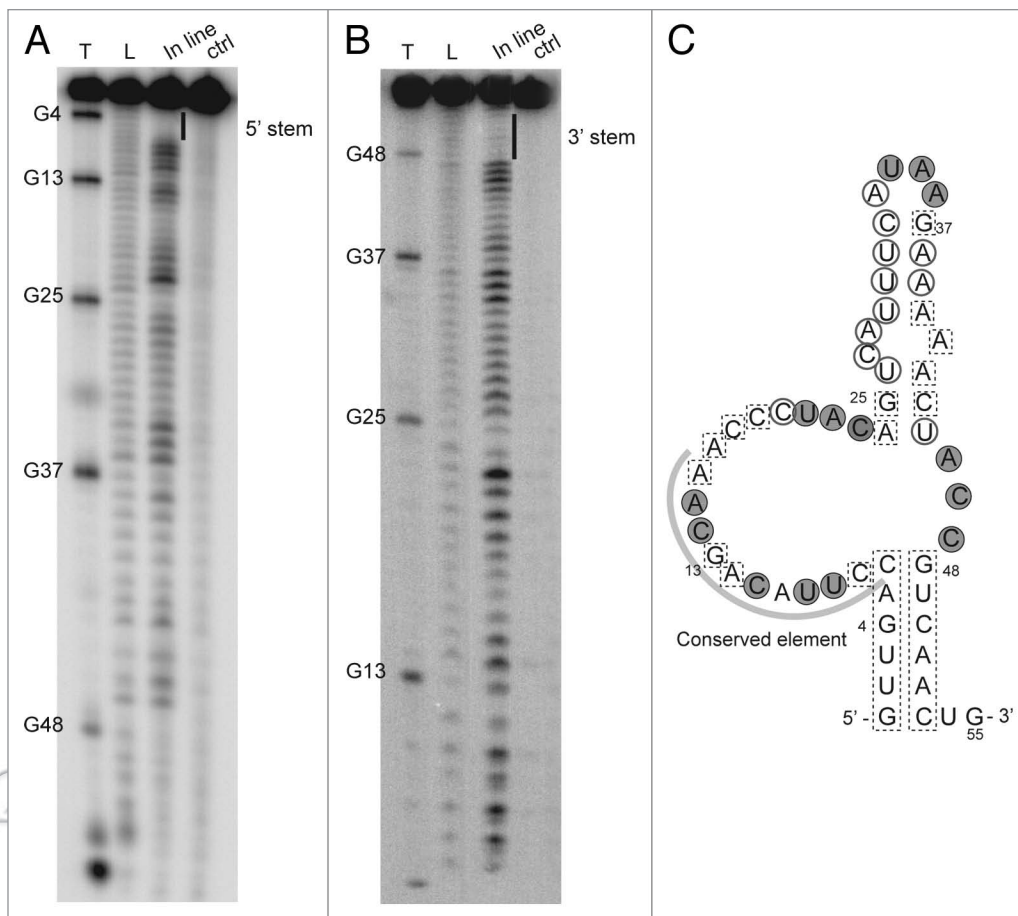 A
T L In line ctrl
G4
G13
G25
G37
G48
5' stem
B
T L In line ctrl
G48
G37
G25
G13
3' stem
C
U A
A A
C G 37
U A
U A
U A
A A
C A
U C
25 G U
C C C U A C A
A A
A C
A C
C C
G
13 A C A U U C
C G 48
A U
4 G C
U A
U A
5' - G C U G - 3'
55
Conserved element